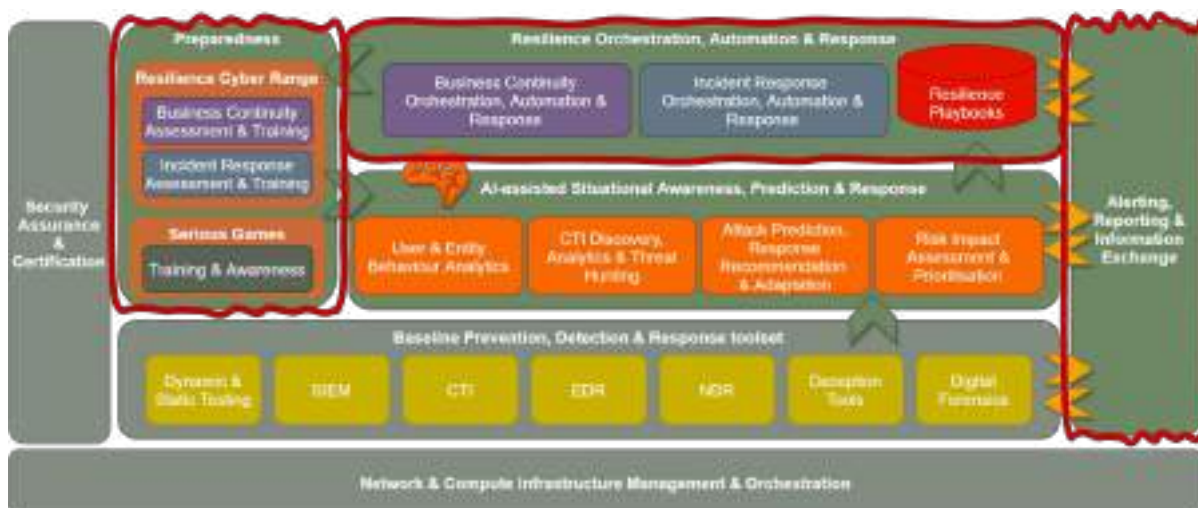 Preparedness
Resilience Cyber Range
Business Continuity
Assessment & Training
Incident Response
Assessment & Training
Serious Games
Training & Awareness
Resilience Orchestration, Automation & Response
Business Continuity
Orchestration, Automation &
Response
Incident Response
Orchestration, Automation &
Response
Resilience
Playbooks
Security
Assurance
&
Certification
AI-assisted Situational Awareness, Prediction & Response
User & Entity
Behaviour Analytics
CTI Discovery,
Analytics & Threat
Hunting
Attack Prediction,
Response
Recommendation
& Adaptation
Risk Impact
Assessment &
Prioritisation
Alerting,
Reporting &
Information
Exchange
Baseline Prevention, Detection & Response toolset
Dynamic &
Static Testing
SIEM
CTI
EDR
NDR
Deception
Tools
Digital
Forensics
Network & Compute Infrastructure Management & Orchestration